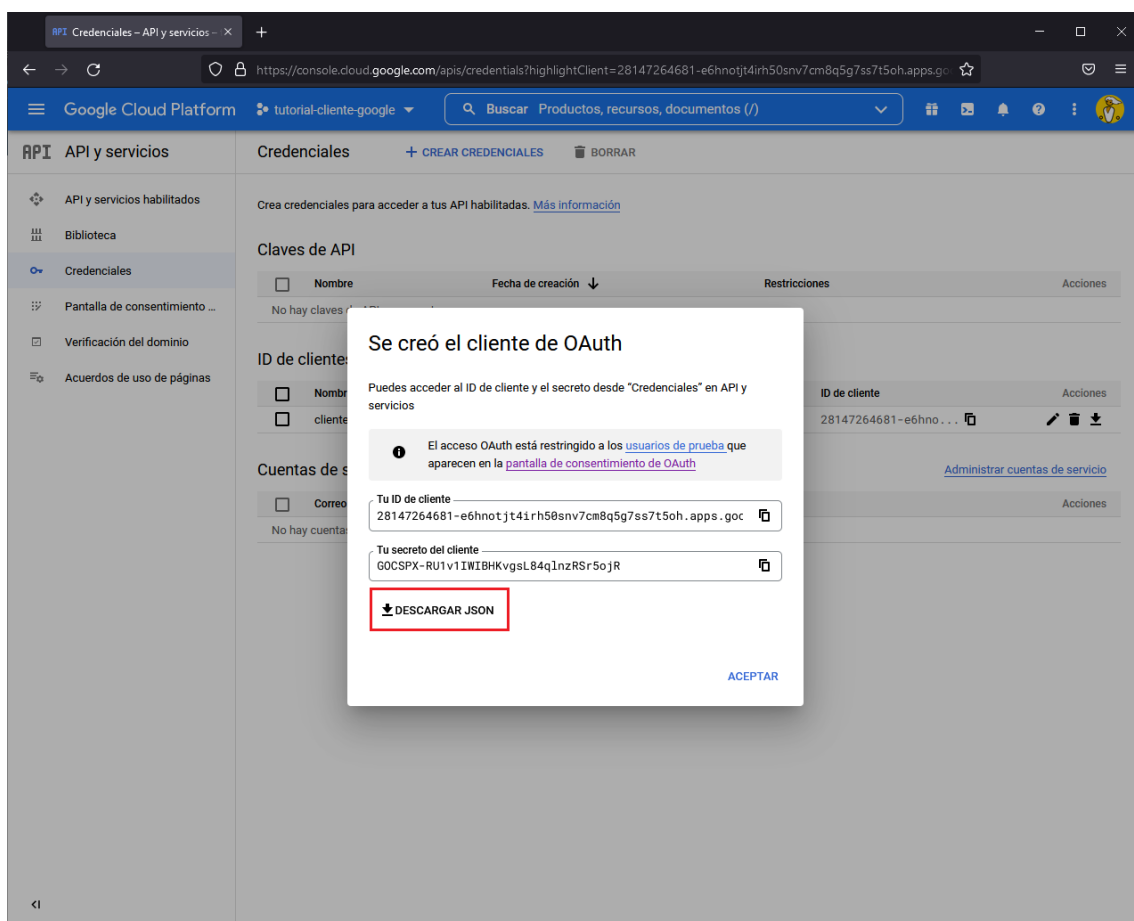 API Credenciales – API y servicios –
https://console.cloud.google.com/apis/credentials?highlightClient=28147264681-e6hnotjt4irh50snv7cm8q5g7ss7t5oh.apps.go
Google Cloud Platform
tutorial-cliente-google
Buscar Productos, recursos, documentos (/)
API API y servicios
Credenciales
+ CREAR CREDENCIALES
BORRAR
API y servicios habilitados
Biblioteca
Credenciales
Pantalla de consentimiento ...
Verificación del dominio
Acuerdos de uso de páginas
Crea credenciales para acceder a tus API habilitadas. Más información
Claves de API
Nombre Fecha de creación Restricciones Acciones
No hay claves
ID de clientes
Nombr ID de cliente Acciones
cliente 28147264681-e6hno...
Cuentas de s
Administrar cuentas de servicio
Correo Acciones
No hay cuenta
Se creó el cliente de OAuth
Puedes acceder al ID de cliente y el secreto desde "Credenciales" en API y
servicios
El acceso OAuth está restringido a los usuarios de prueba que
aparecen en la pantalla de consentimiento de OAuth
Tu ID de cliente
28147264681-e6hnotjt4irh50snv7cm8q5g7ss7t5oh.apps.goc
Tu secreto del cliente
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
DESCARGAR JSON
ACEPTAR